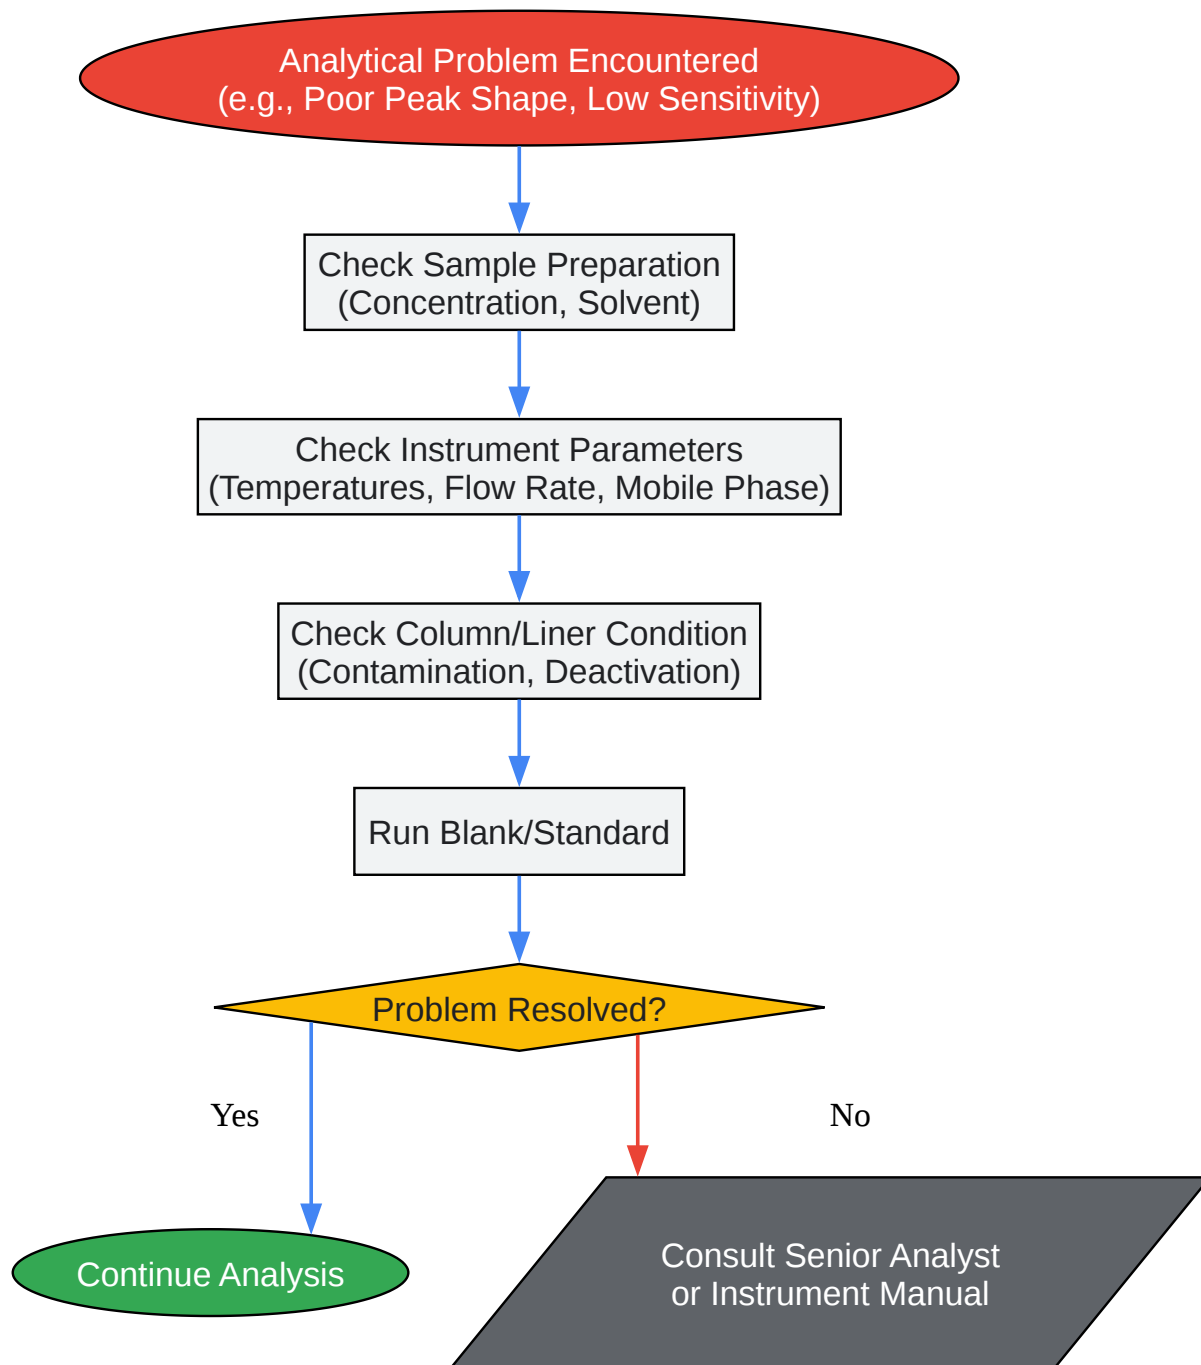 Analytical Problem Encountered
(e.g., Poor Peak Shape, Low Sensitivity)
Check Sample Preparation
(Concentration, Solvent)
Check Instrument Parameters
(Temperatures, Flow Rate, Mobile Phase)
Check Column/Liner Condition
(Contamination, Deactivation)
Run Blank/Standard
Problem Resolved?
Yes
No
Continue Analysis
Consult Senior Analyst
or Instrument Manual